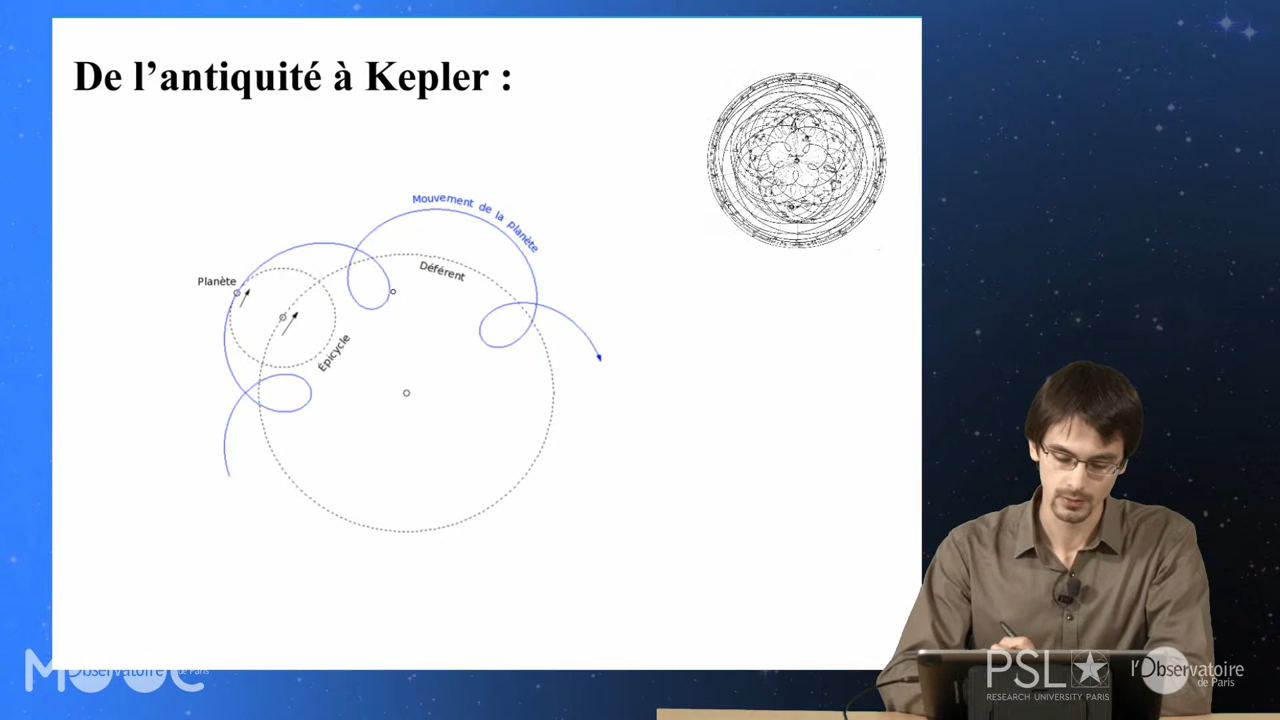 De l’antiquité à Kepler :
Mouvement de la planète
Déférent
Planète
Épicycle
MOOC
l'Observatoire
de Paris
PSL
RESEARCH UNIVERSITY PARIS
l'Observatoire
de Paris